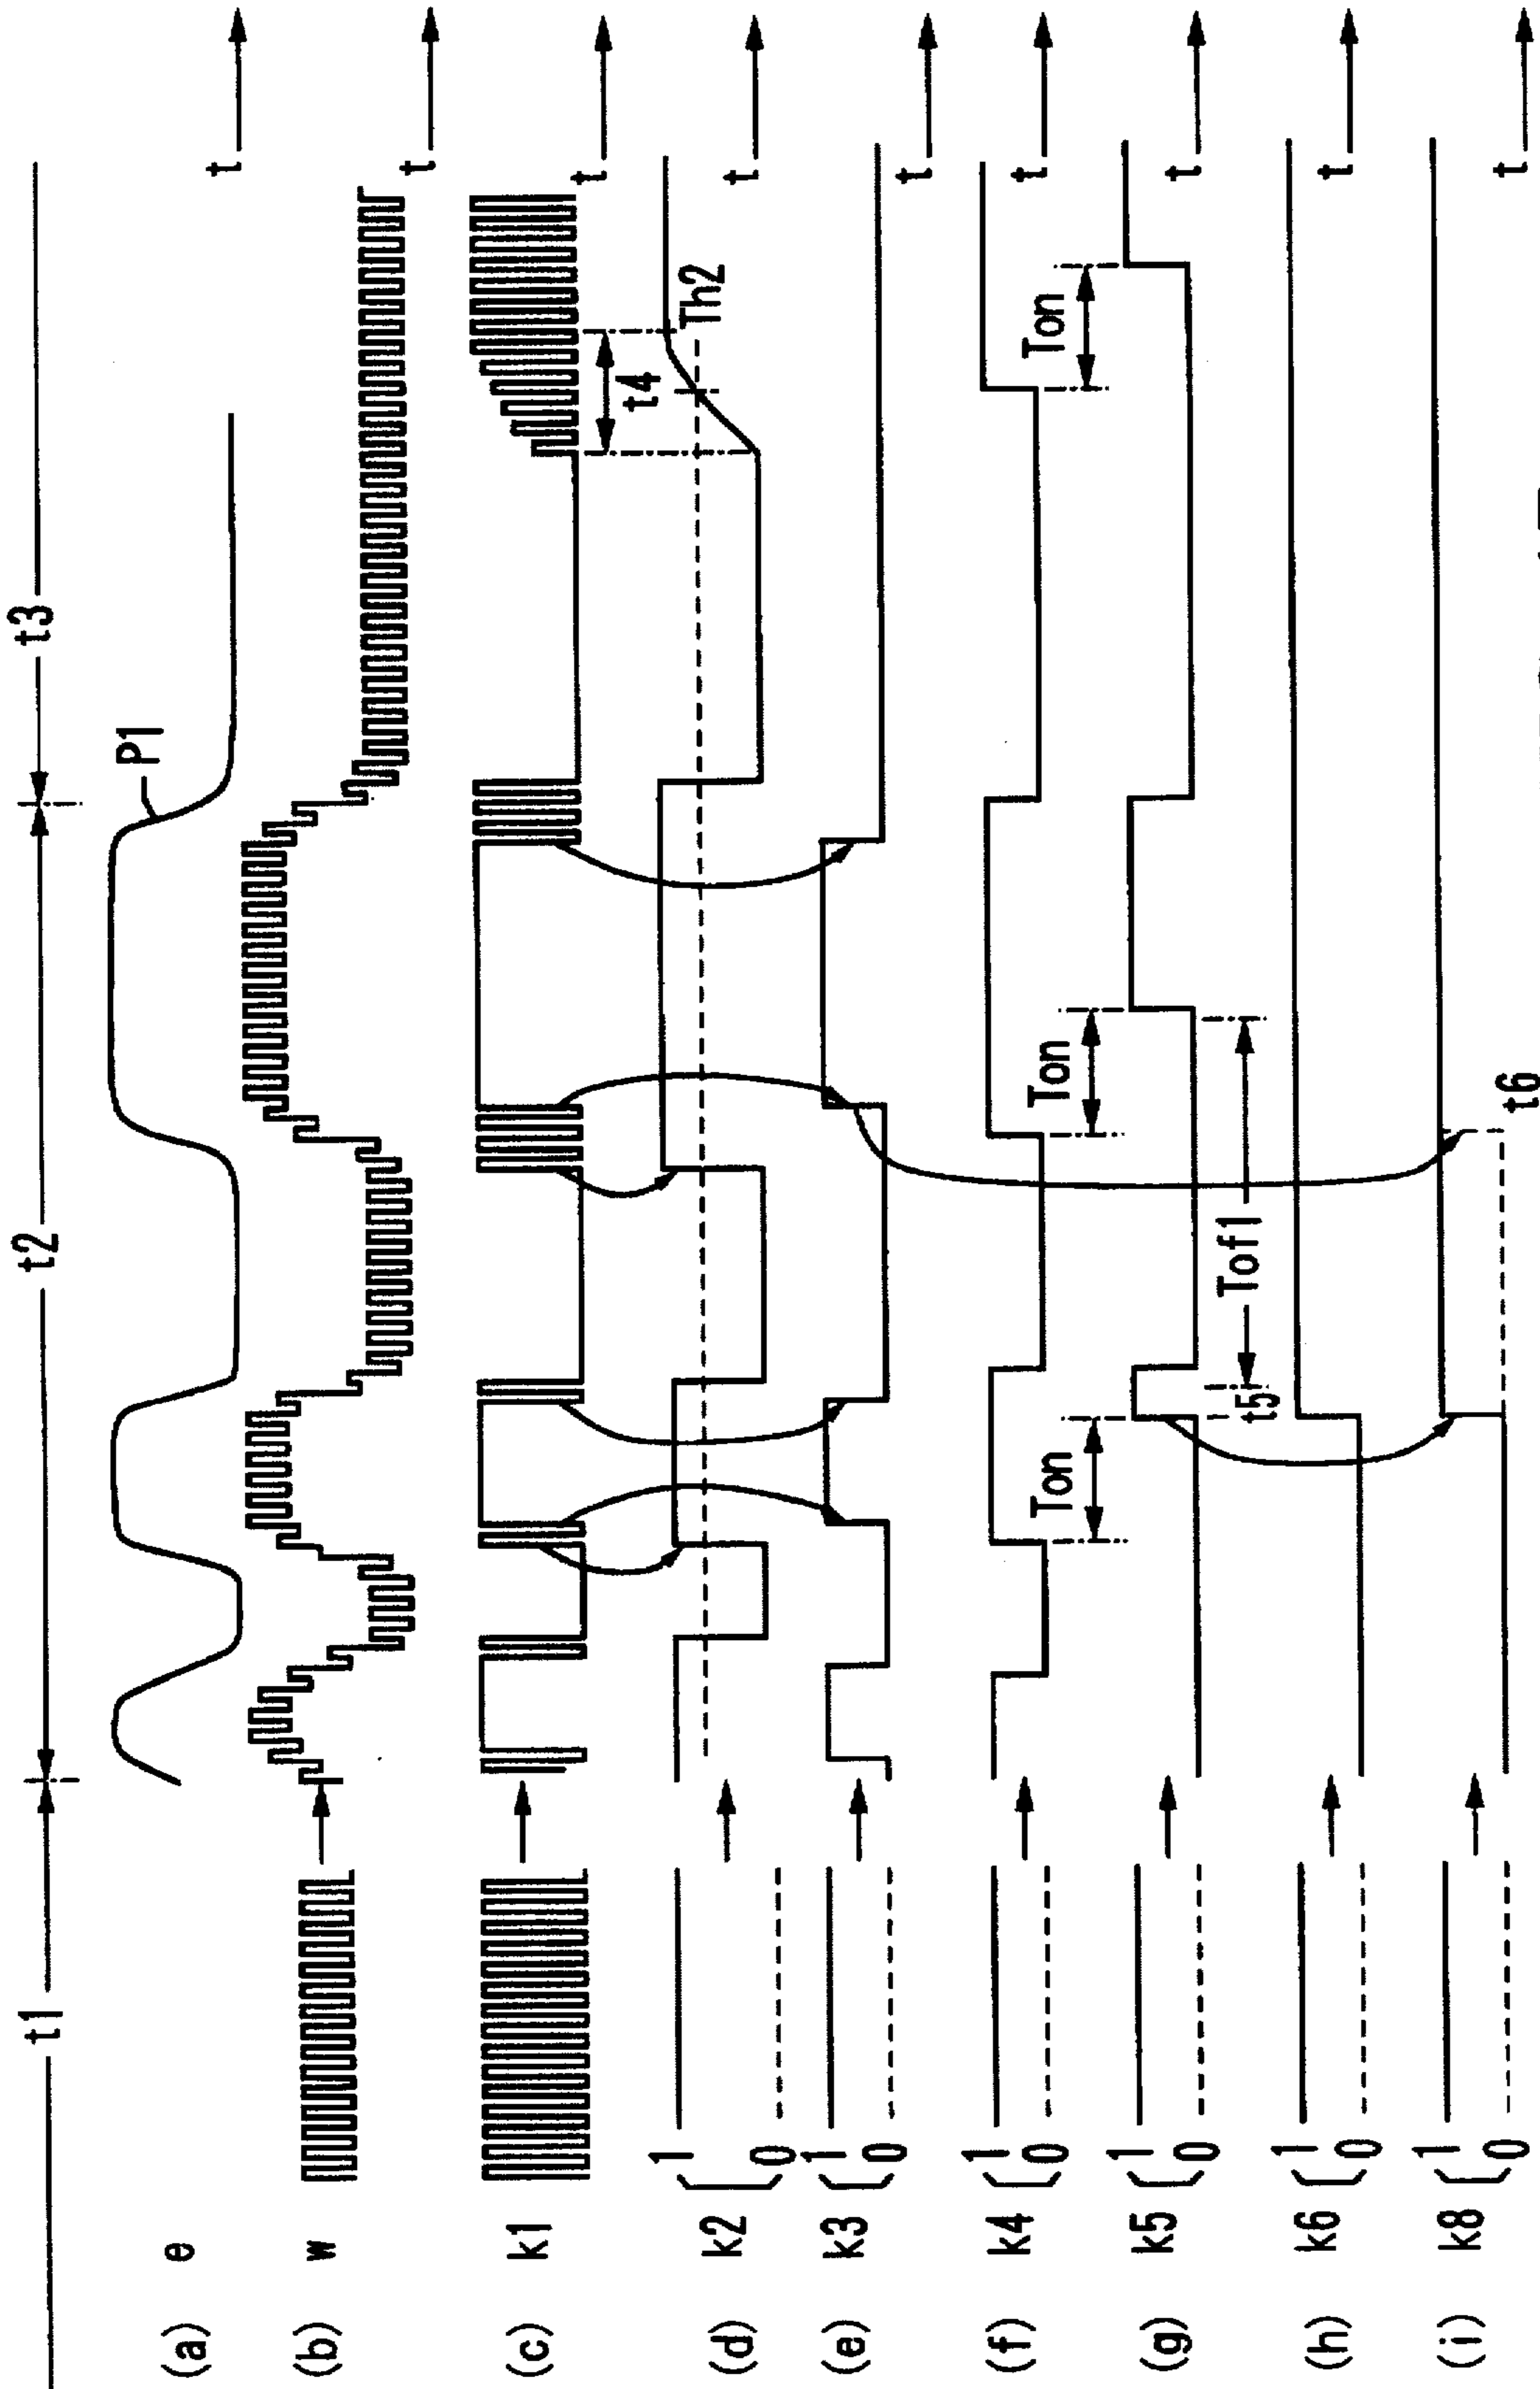 t1 t2 t3
(a) e P1 t
(b) w t
(c) k1 t4 t
(d) k2 1 0 Th2 t
(e) k3 1 0 t
(f) k4 1 0 Ton Ton Ton t
(g) k5 1 0 t5 Tof1 t
(h) k6 1 0 t
(i) k8 1 0 t6 t